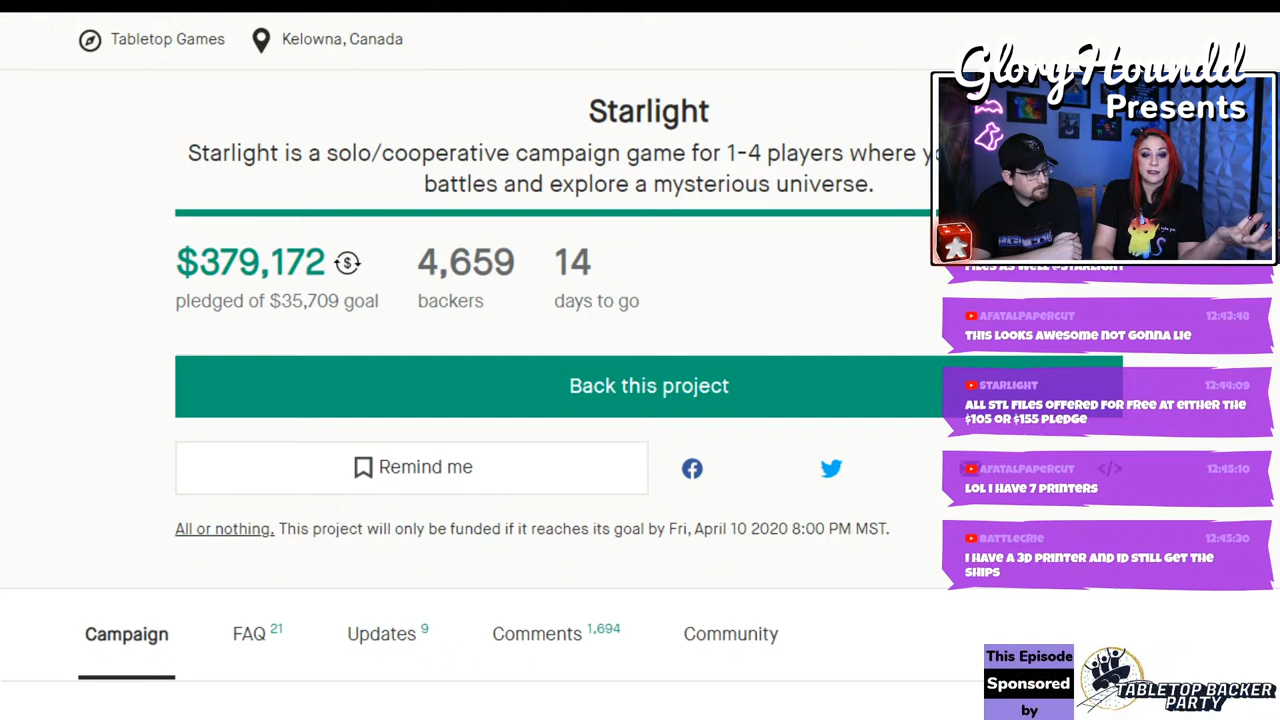 Tabletop Games
Kelowna, Canada
Starlight
Starlight is a solo/cooperative campaign game for 1-4 players where
battles and explore a mysterious universe.
$379,172
pledged of $35,709 goal
4,659
backers
14
days to go
Back this project
Remind me
All or nothing. This project will only be funded if it reaches its goal by Fri, April 10 2020 8:00 PM MST.
Campaign
FAQ 21
Updates 9
Comments 1,694
Community
GloryHoundd
Presents
FILES AS WELL @STARLIGHT
AFATALPAPERCUT 12:43:48
THIS LOOKS AWESOME NOT GONNA LIE
STARLIGHT 12:44:09
ALL STL FILES OFFERED FOR FREE AT EITHER THE
$105 OR $155 PLEDGE
AFATALPAPERCUT 12:45:10
LOL I HAVE 7 PRINTERS
BATTLECRIE 12:45:20
I HAVE A 3D PRINTER AND ID STILL GET THE
SHIPS
This Episode
Sponsored
by
TABLETOP BACKER
PARTY